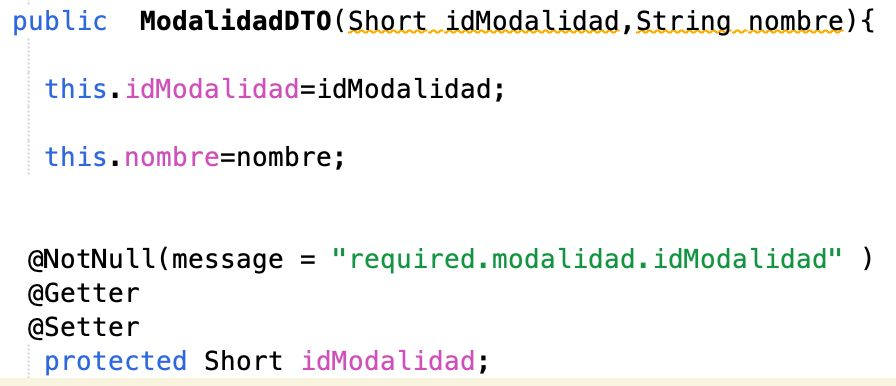 public  ModalidadDTO(Short idModalidad,String nombre){
this.idModalidad=idModalidad;
this.nombre=nombre;
@NotNull(message = "required.modalidad.idModalidad" )
@Getter
@Setter
protected Short idModalidad;